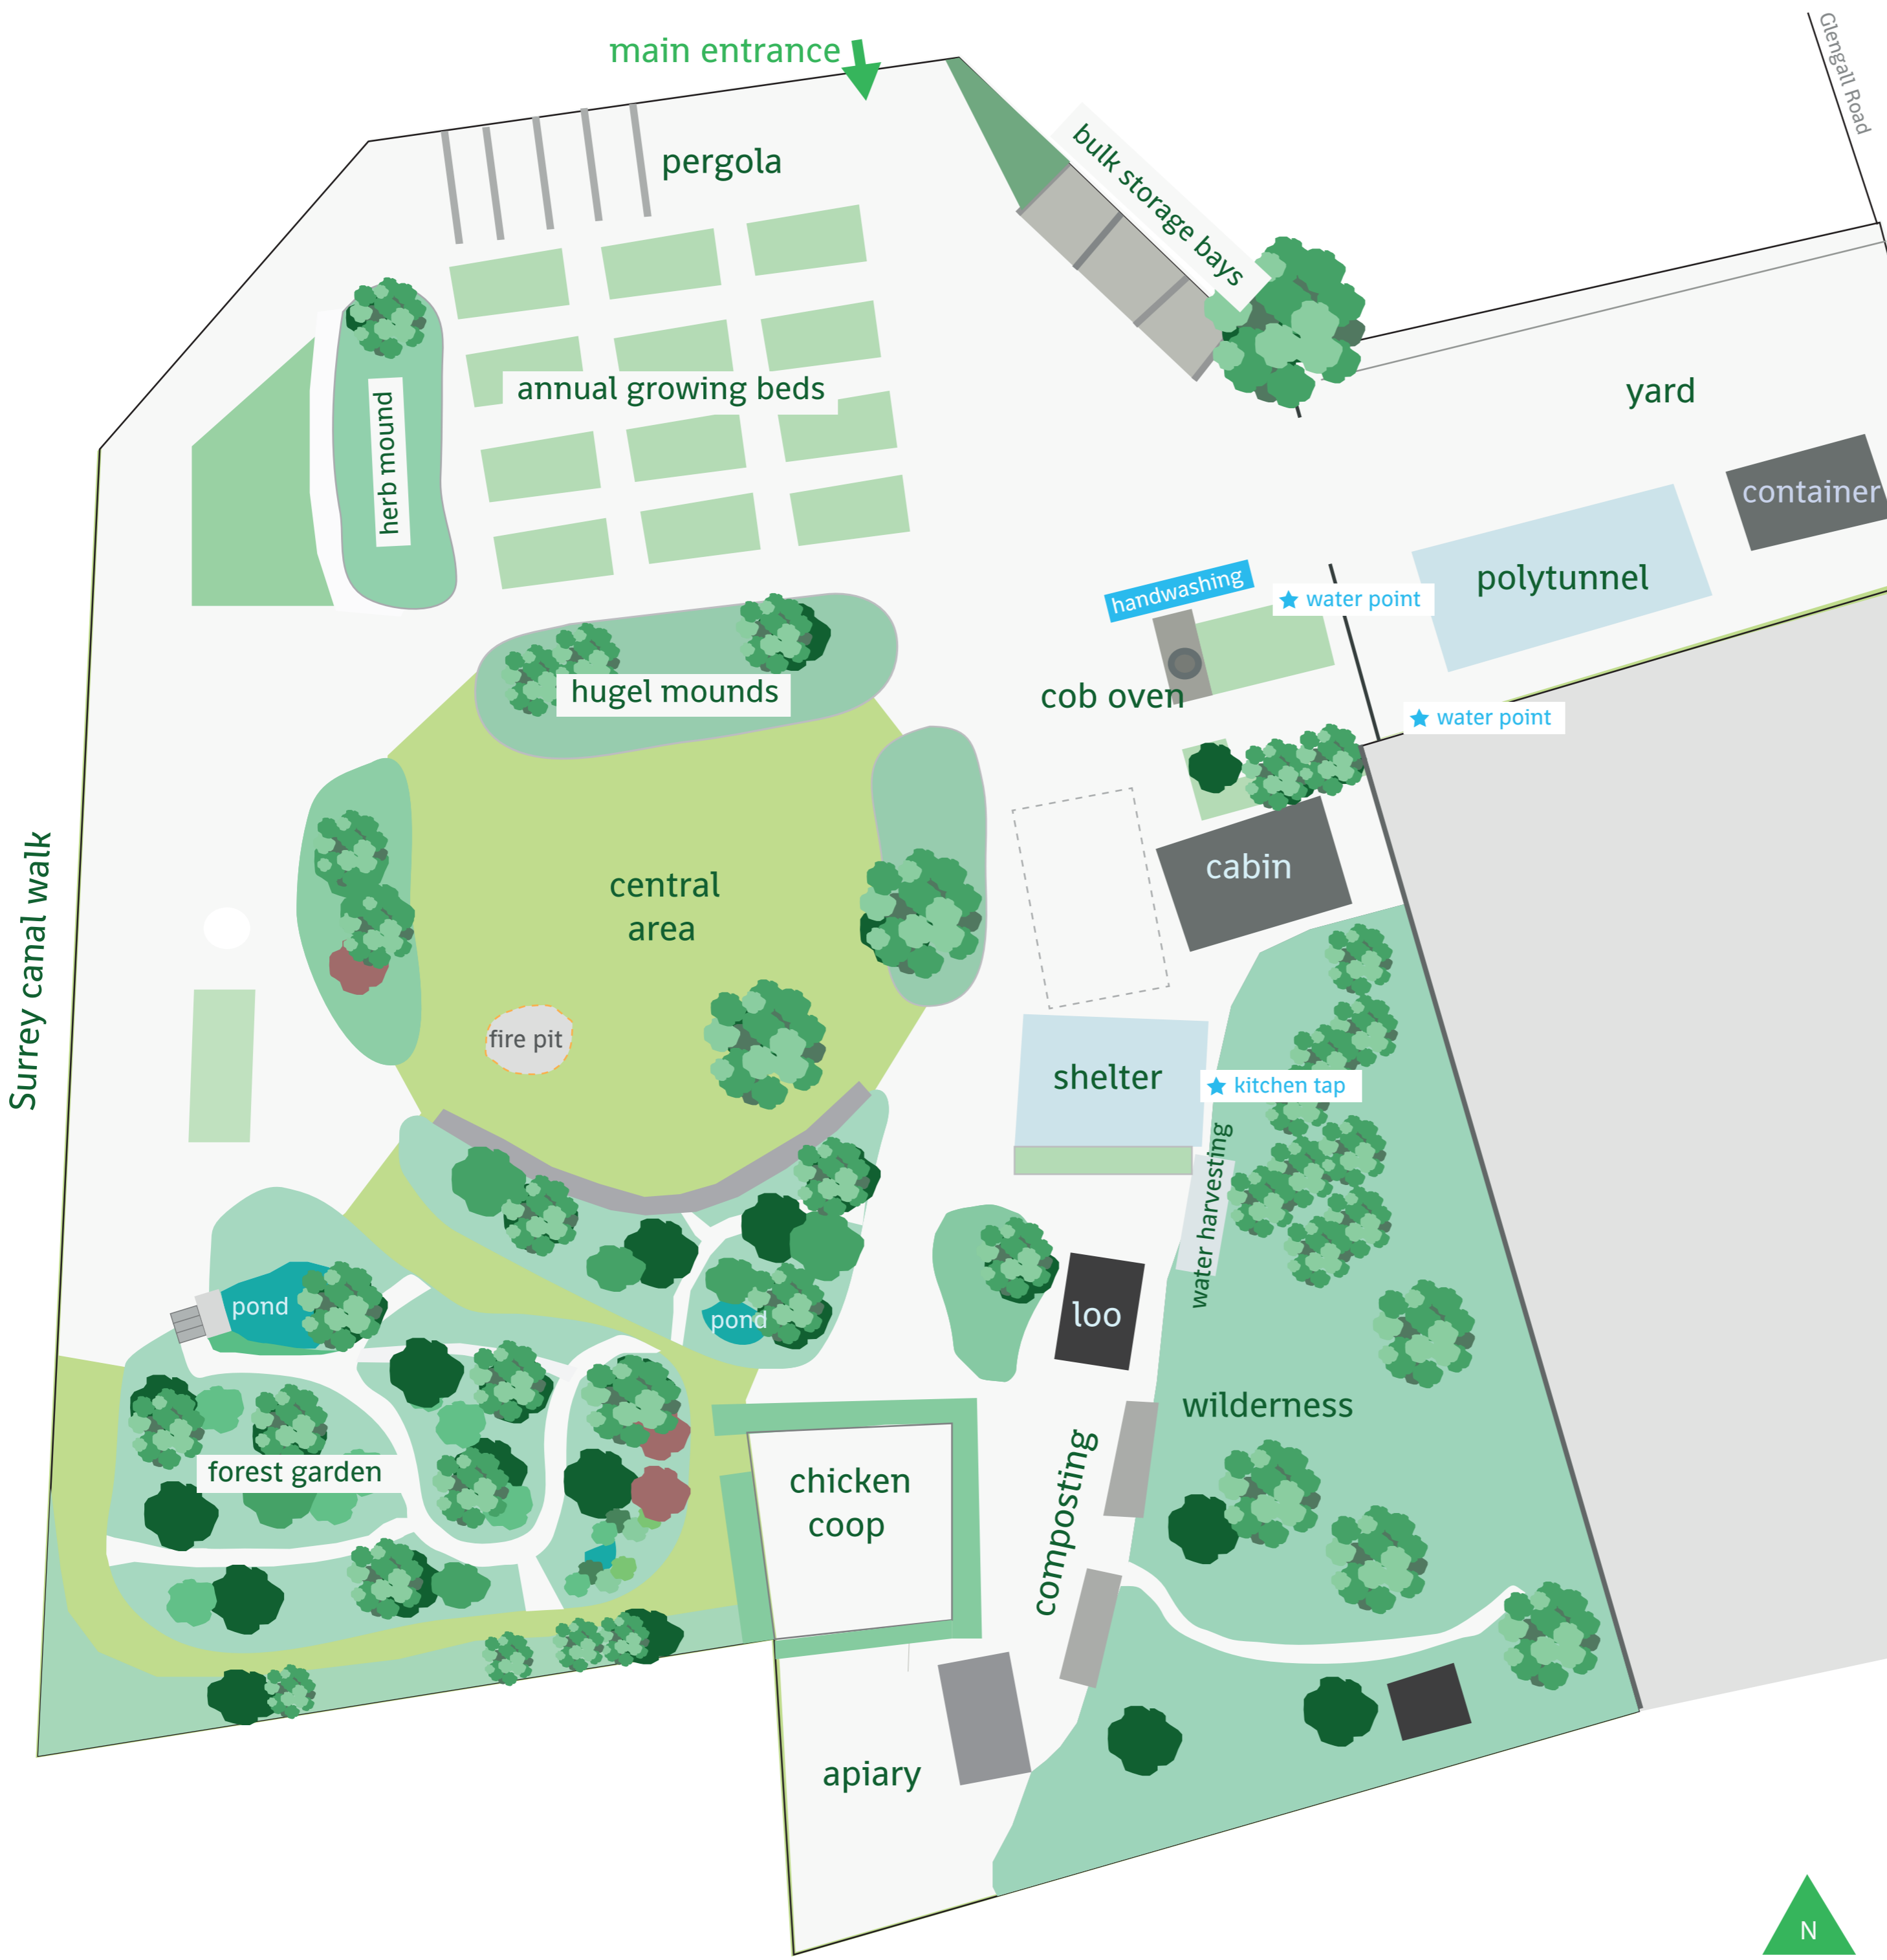 main entrance
Glengall Road
pergola
bulk storage bays
annual growing beds
yard
herb mound
container
polytunnel
handwashing
water point
hugel mounds
cob oven
water point
central
area
cabin
Surrey canal walk
fire pit
shelter
kitchen tap
water harvesting
pond
pond
loo
wilderness
forest garden
chicken
coop
composting
apiary
N